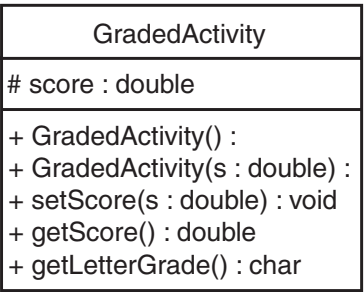 GradedActivity
# score : double
+ GradedActivity() :
+ GradedActivity(s : double) :
+ setScore(s : double) : void
+ getScore() : double
+ getLetterGrade() : char